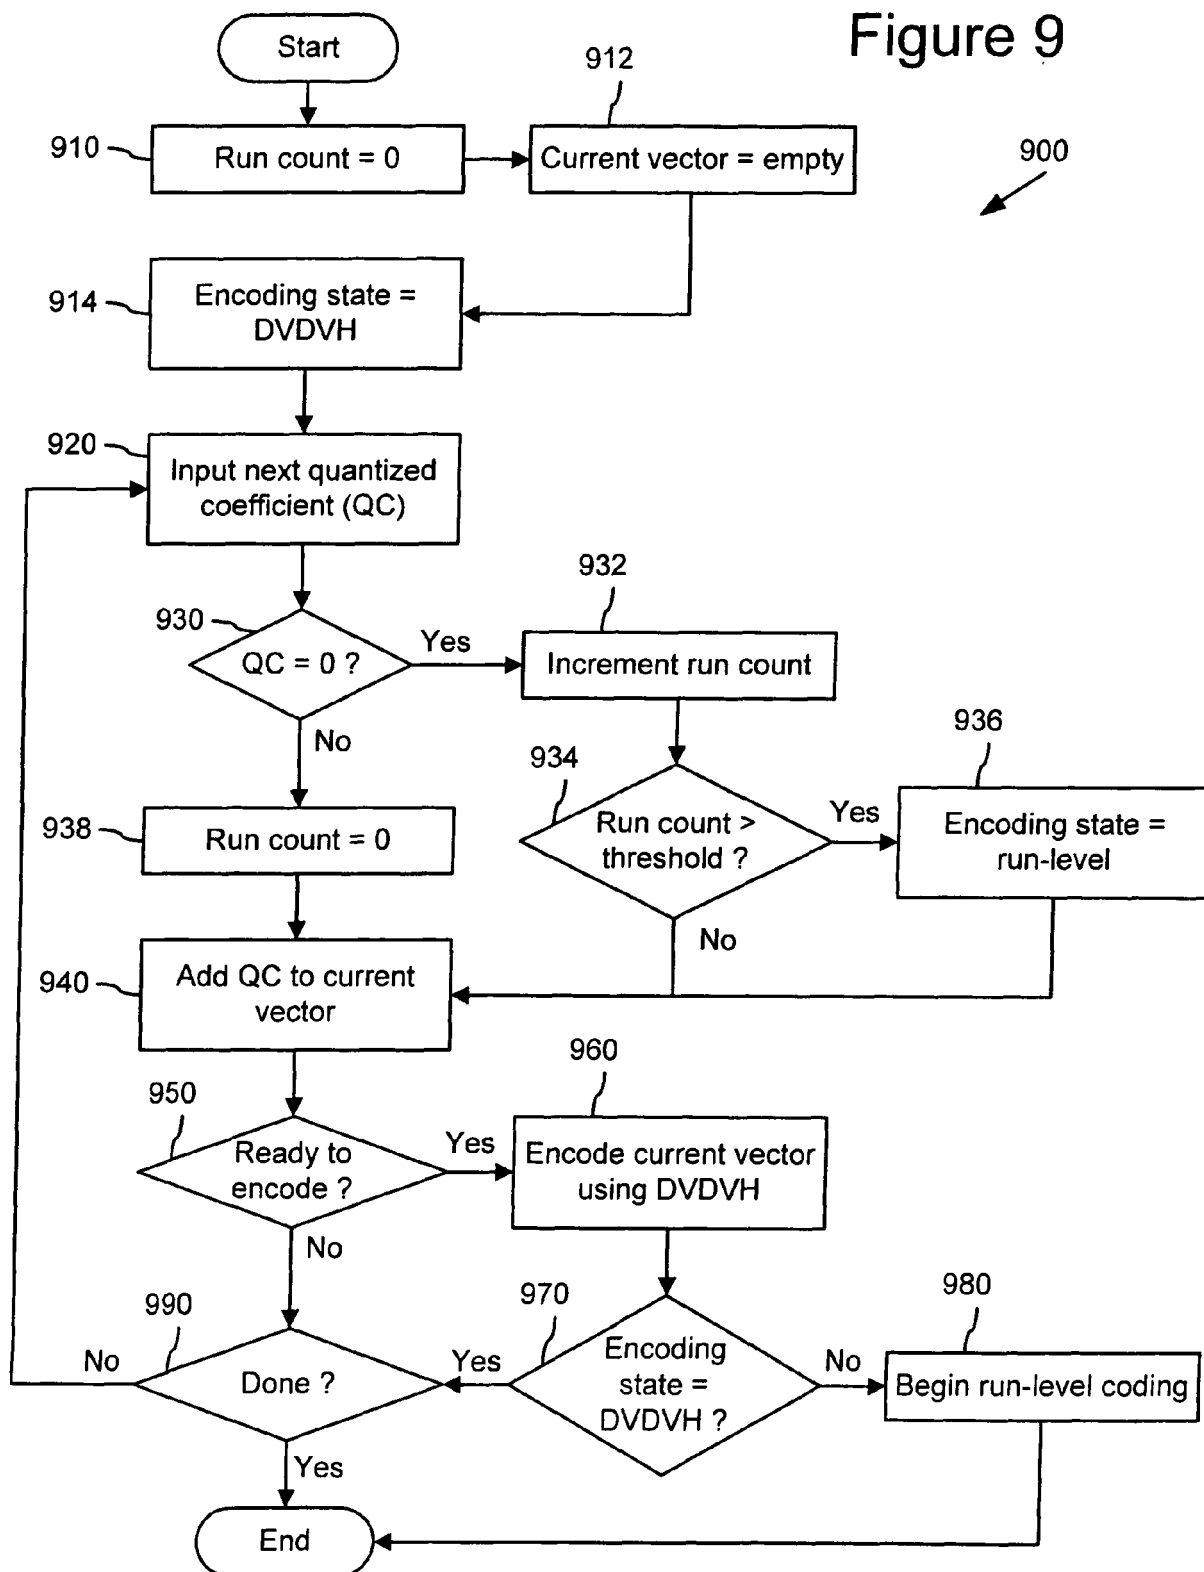 Figure 9
Start
912
910
Run count = 0
Current vector = empty
900
914
Encoding state =
DVDVH
920
Input next quantized
coefficient (QC)
932
930
QC = 0 ?
Yes
Increment run count
No
936
934
938
Run count = 0
Run count >
threshold ?
Yes
Encoding state =
run-level
No
940
Add QC to current
vector
960
950
Ready to
encode ?
Yes
Encode current vector
using DVDVH
No
990
970
980
No
Done ?
Yes
Encoding
state =
DVDVH ?
No
Begin run-level coding
Yes
End